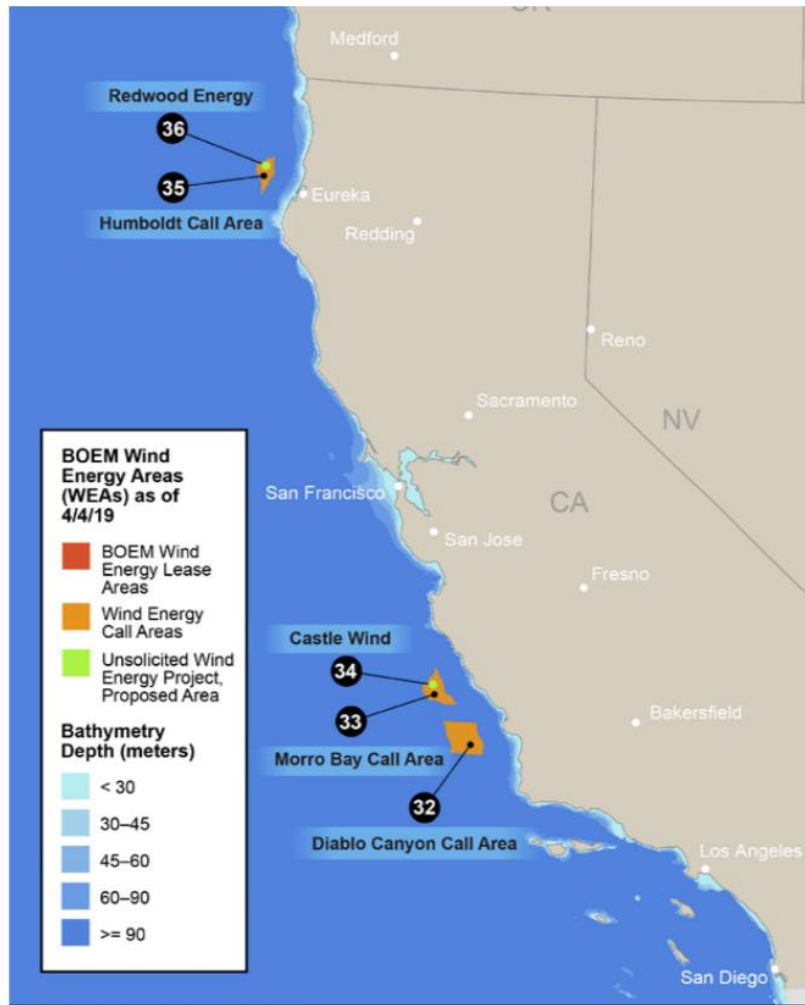 OR
Medford
Redwood Energy
36
35
Eureka
Humboldt Call Area
Redding
Reno
Sacramento
NV
San Francisco
CA
San Jose
Fresno
Castle Wind
34
33
Bakersfield
Morro Bay Call Area
32
Diablo Canyon Call Area
Los Angeles
San Diego
BOEM Wind
Energy Areas
(WEAs) as of
4/4/19
BOEM Wind
Energy Lease
Areas
Wind Energy
Call Areas
Unsolicited Wind
Energy Project,
Proposed Area
Bathymetry
Depth (meters)
< 30
30–45
45–60
60–90
>= 90